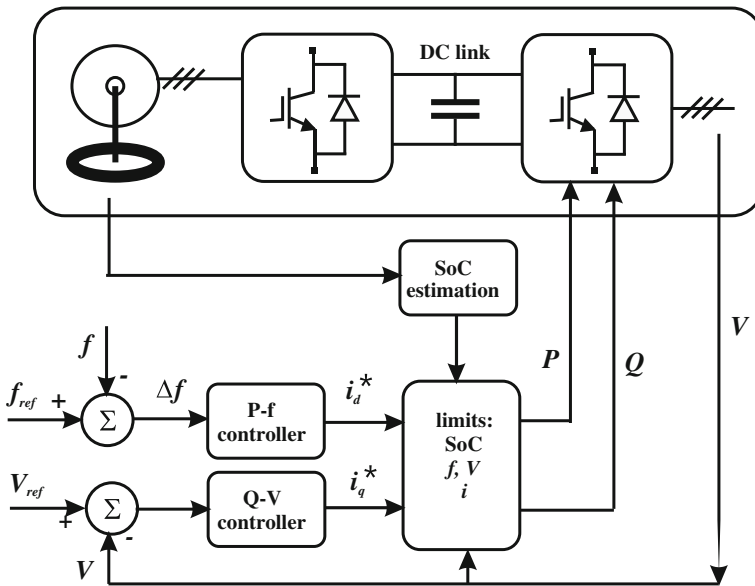 DC link
SoC
estimation
V
P
Q
f
-
Δf
i_d*
f_ref
+
Σ
P-f
controller
limits:
SoC
f, V
i
V_ref
+
Σ
-
Q-V
controller
i_q*
V